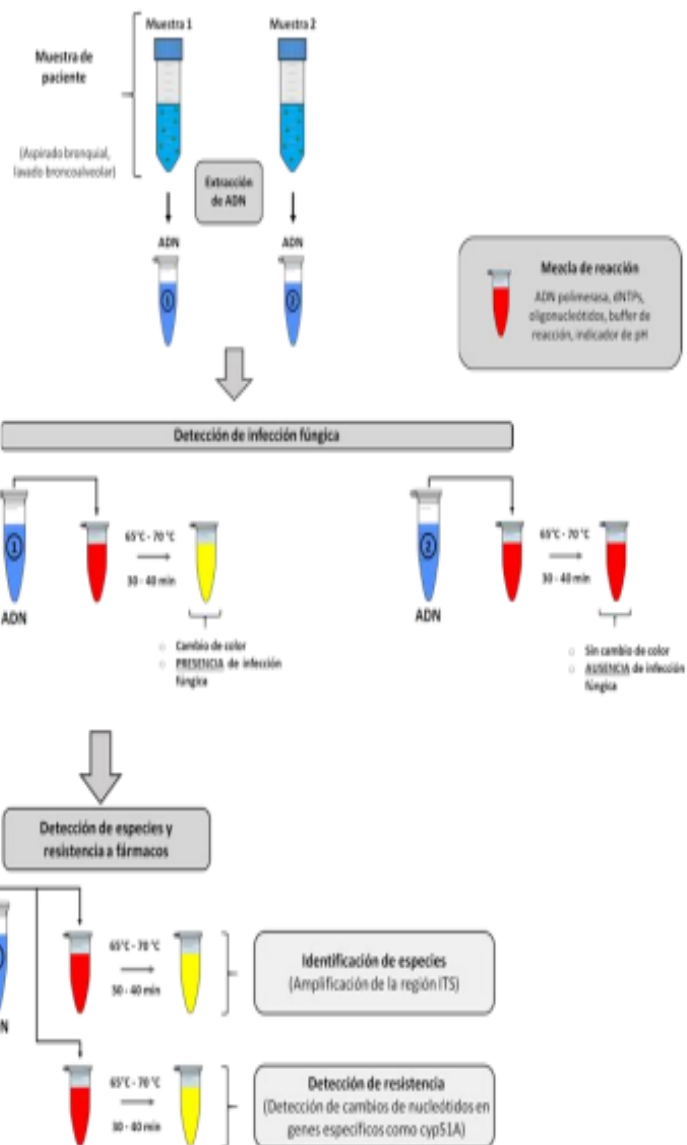 Muestra 1
Muestra 2
Muestra de
paciente
(Aspirado bronquial,
lavado broncoalveolar)
Extracción
de ADN
ADN
ADN
1
2
Mezcla de reacción
ADN polimerasa, dNTPs,
oligonucleótidos, buffer de
reacción, indicador de pH
Detección de infección fúngica
1
ADN
65°C - 70 °C
30 - 40 min
○ Cambio de color
○ PRESENCIA de infección
fúngica
2
ADN
65°C - 70 °C
30 - 40 min
○ Sin cambio de color
○ AUSENCIA de infección
fúngica
Detección de especies y
resistencia a fármacos
N
65°C - 70 °C
30 - 40 min
Identificación de especies
(Amplificación de la región ITS)
65°C - 70 °C
30 - 40 min
Detección de resistencia
(Detección de cambios de nucleótidos en
genes específicos como cyp51A)